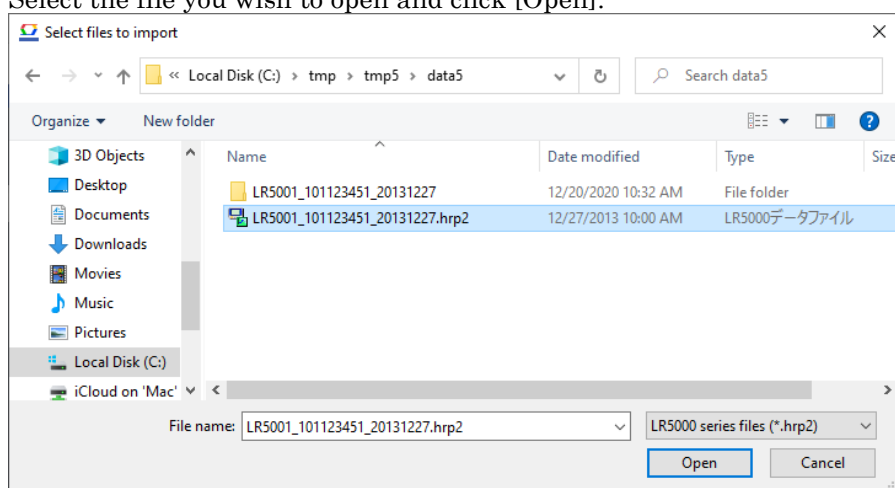 Select the file you wish to open and click [Open].
Select files to import
« Local Disk (C:) › tmp › tmp5 › data5
Search data5
Organize New folder
Name Date modified Type Size
3D Objects
Desktop
Documents
Downloads
Movies
Music
Pictures
Local Disk (C:)
iCloud on 'Mac'
LR5001_101123451_20131227 12/20/2020 10:32 AM File folder
LR5001_101123451_20131227.hrp2 12/27/2013 10:00 AM LR5000データファイル
File name: LR5001_101123451_20131227.hrp2 LR5000 series files (*.hrp2)
Open Cancel